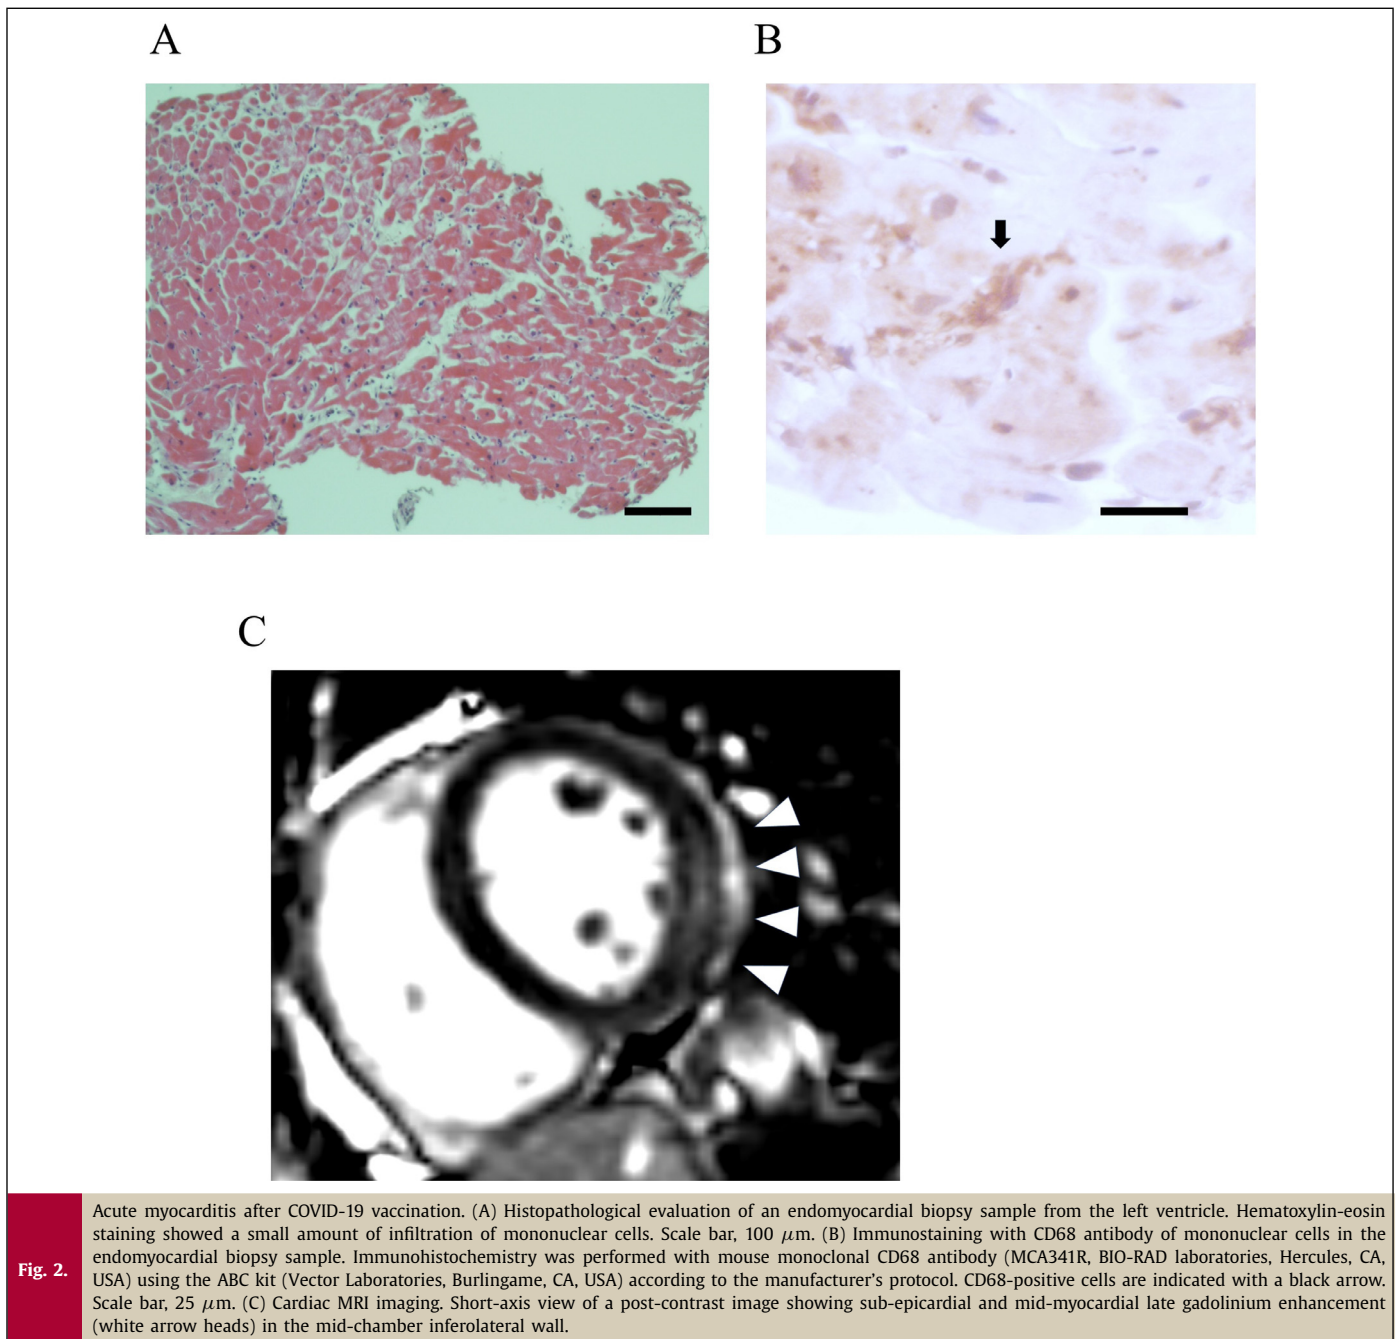 A
B
C
Fig. 2.
Acute myocarditis after COVID-19 vaccination. (A) Histopathological evaluation of an endomyocardial biopsy sample from the left ventricle. Hematoxylin-eosin
staining showed a small amount of infiltration of mononuclear cells. Scale bar, 100 μm. (B) Immunostaining with CD68 antibody of mononuclear cells in the
endomyocardial biopsy sample. Immunohistochemistry was performed with mouse monoclonal CD68 antibody (MCA341R, BIO-RAD laboratories, Hercules, CA,
USA) using the ABC kit (Vector Laboratories, Burlingame, CA, USA) according to the manufacturer's protocol. CD68-positive cells are indicated with a black arrow.
Scale bar, 25 μm. (C) Cardiac MRI imaging. Short-axis view of a post-contrast image showing sub-epicardial and mid-myocardial late gadolinium enhancement
(white arrow heads) in the mid-chamber inferolateral wall.